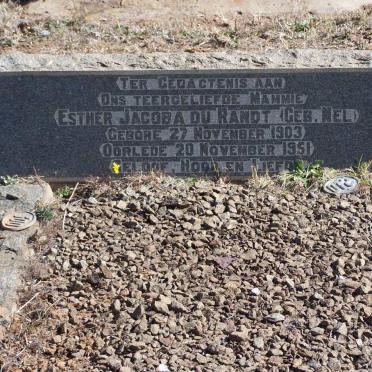 TER GEDACTENIS AAN
ONS TEERGELIEFDE MAMMIE
ESTHER JACOBA DU RANDT (GEB. NEL)
GEBORE 27 NOVEMBER 1903
OORLEDE 20 NOVEMBER 1951
GELOOF, HOOP EN LIEFDE